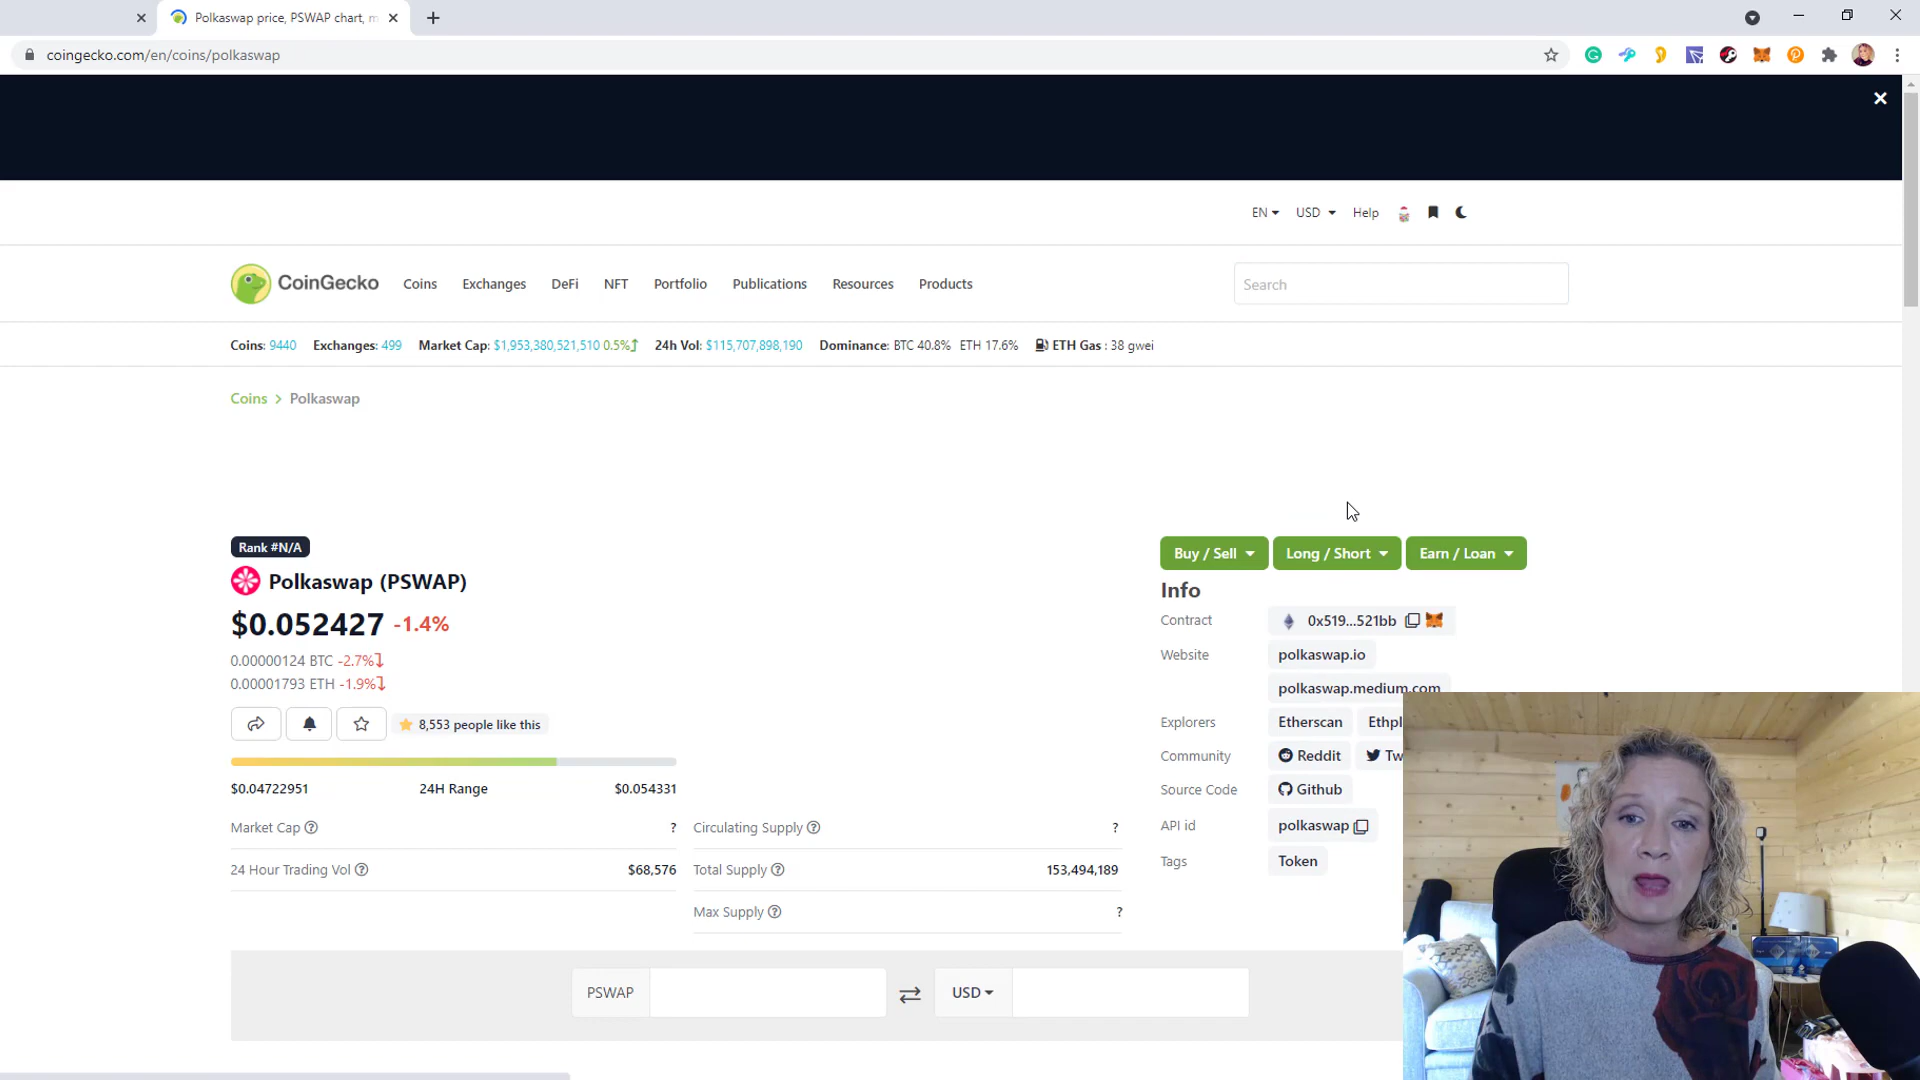 Polkaswap price, PSWAP chart, m
coingecko.com/en/coins/polkaswap
EN USD Help
CoinGecko Coins Exchanges DeFi NFT Portfolio Publications Resources Products Search
Coins: 9440 Exchanges: 499 Market Cap: $1,953,380,521,510 0.5% 24h Vol: $115,707,898,190 Dominance: BTC 40.8% ETH 17.6% ETH Gas : 38 gwei
Coins > Polkaswap
Rank #N/A
Polkaswap (PSWAP)
$0.052427 -1.4%
0.00000124 BTC -2.7%
0.00001793 ETH -1.9%
8,553 people like this
$0.04722951 24H Range $0.054331
Market Cap ?
24 Hour Trading Vol $68,576
Circulating Supply ?
Total Supply 153,494,189
Max Supply ?
Buy / Sell Long / Short Earn / Loan
Info
Contract 0x519...521bb
Website polkaswap.io
polkaswap.medium.com
Explorers Etherscan Ethpl
Community Reddit Tw
Source Code Github
API id polkaswap
Tags Token
PSWAP USD